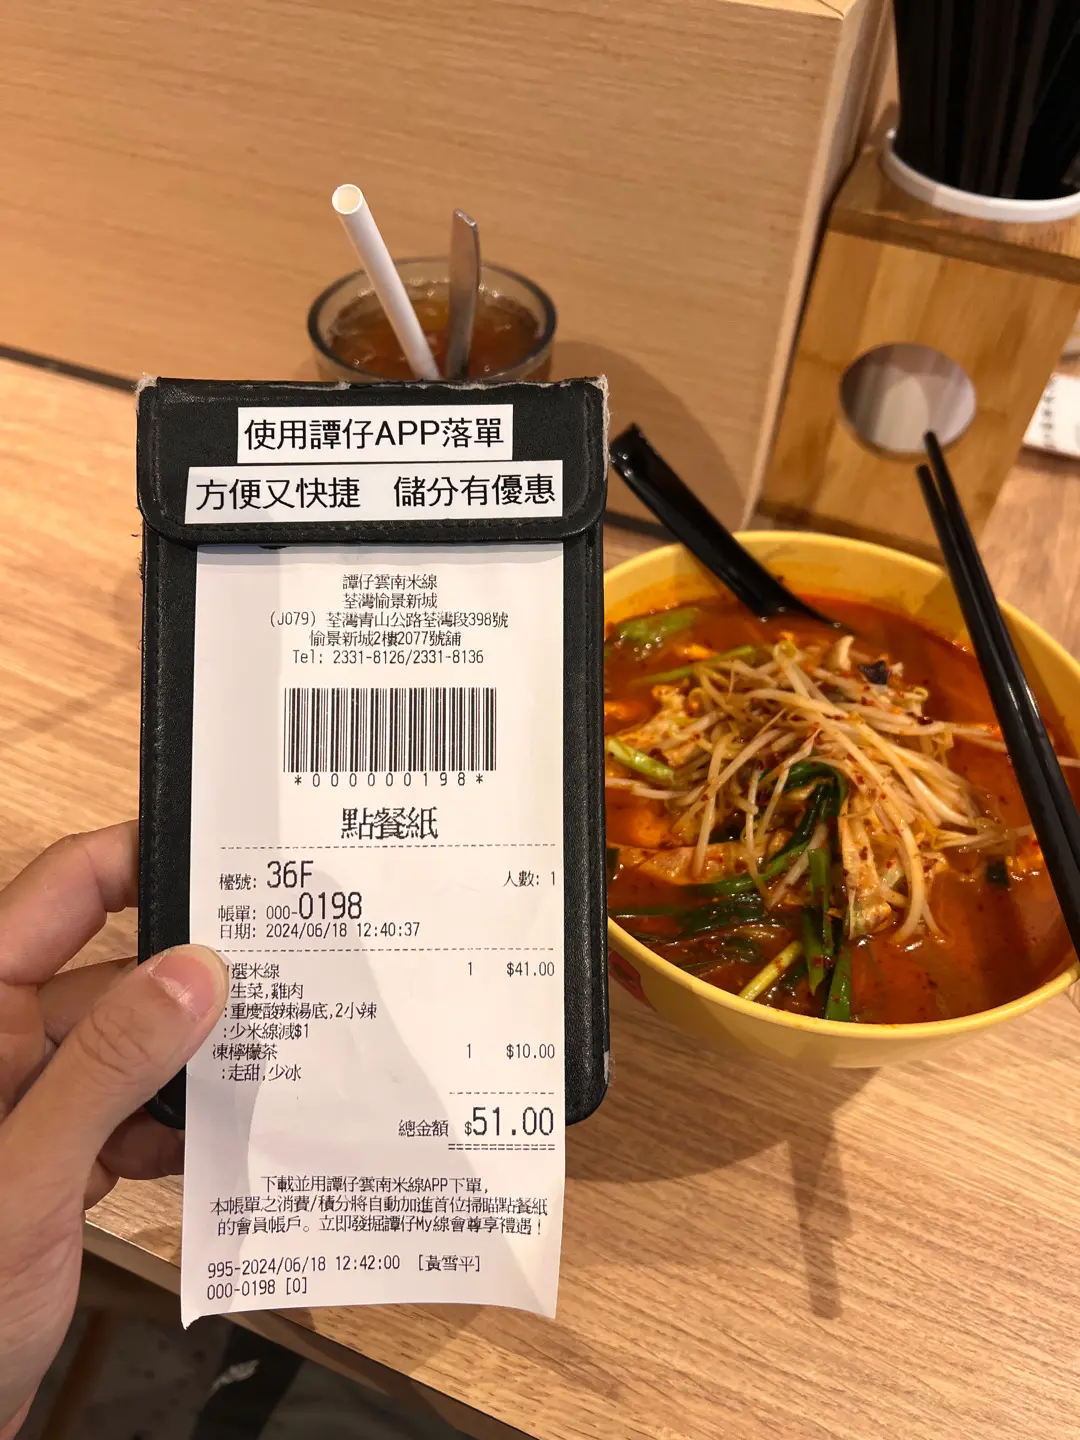 使用譚仔APP落單
方便又快捷 儲分有優惠
譚仔雲南米線
荃灣愉景新城
(J079) 荃灣青山公路荃灣段398號
愉景新城2樓2077號舖
Tel: 2331-8126/2331-8136
*000000198*
點餐紙
檯號: 36F 人數: 1
帳單: 000-0198
日期: 2024/06/18 12:40:37
選米線 1 $41.00
生菜,雞肉
:重慶酸辣湯底,2小辣
:少米線減$1
凍檸檬茶 1 $10.00
:走甜,少冰
總金額 $51.00
下載並用譚仔雲南米線APP下單,
本帳單之消費/積分將自動加進首位掃瞄點餐紙
的會員帳戶。立即發掘譚仔My線會尊享禮遇!
995-2024/06/18 12:42:00 [黃雪平]
000-0198 [0]